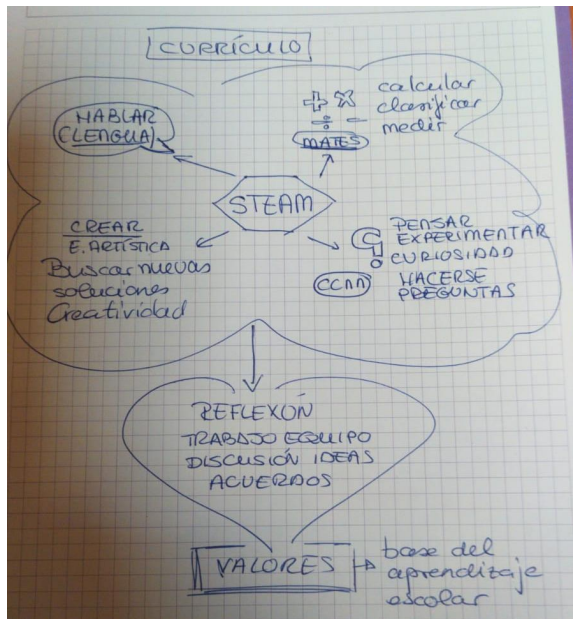 CURRÍCULO
HABLAR
(LENGUA)
+ ×
÷ -
MATES
calcular
clasificar
medir
STEAM
CREAR
E. ARTÍSTICA
Buscar nuevas
soluciones
Creatividad
?
CCNN
PENSAR
EXPERIMENTAR
CURIOSIDAD
HACERSE
PREGUNTAS
REFLEXÓN
TRABAJO EQUIPO
DISCUSIÓN IDEAS
ACUERDOS
VALORES
base del
aprendizaje
escolar